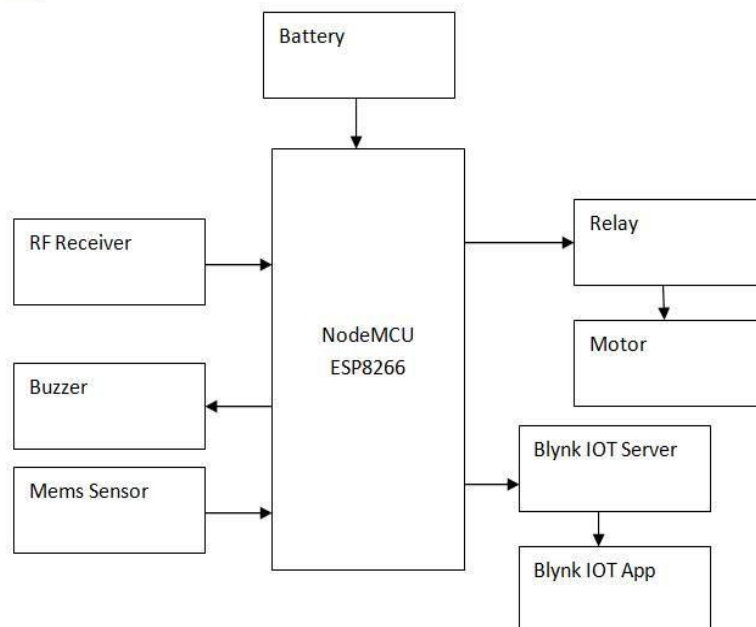 Battery
RF Receiver
Relay
NodeMCU
ESP8266
Motor
Buzzer
Blynk IOT Server
Mems Sensor
Blynk IOT App